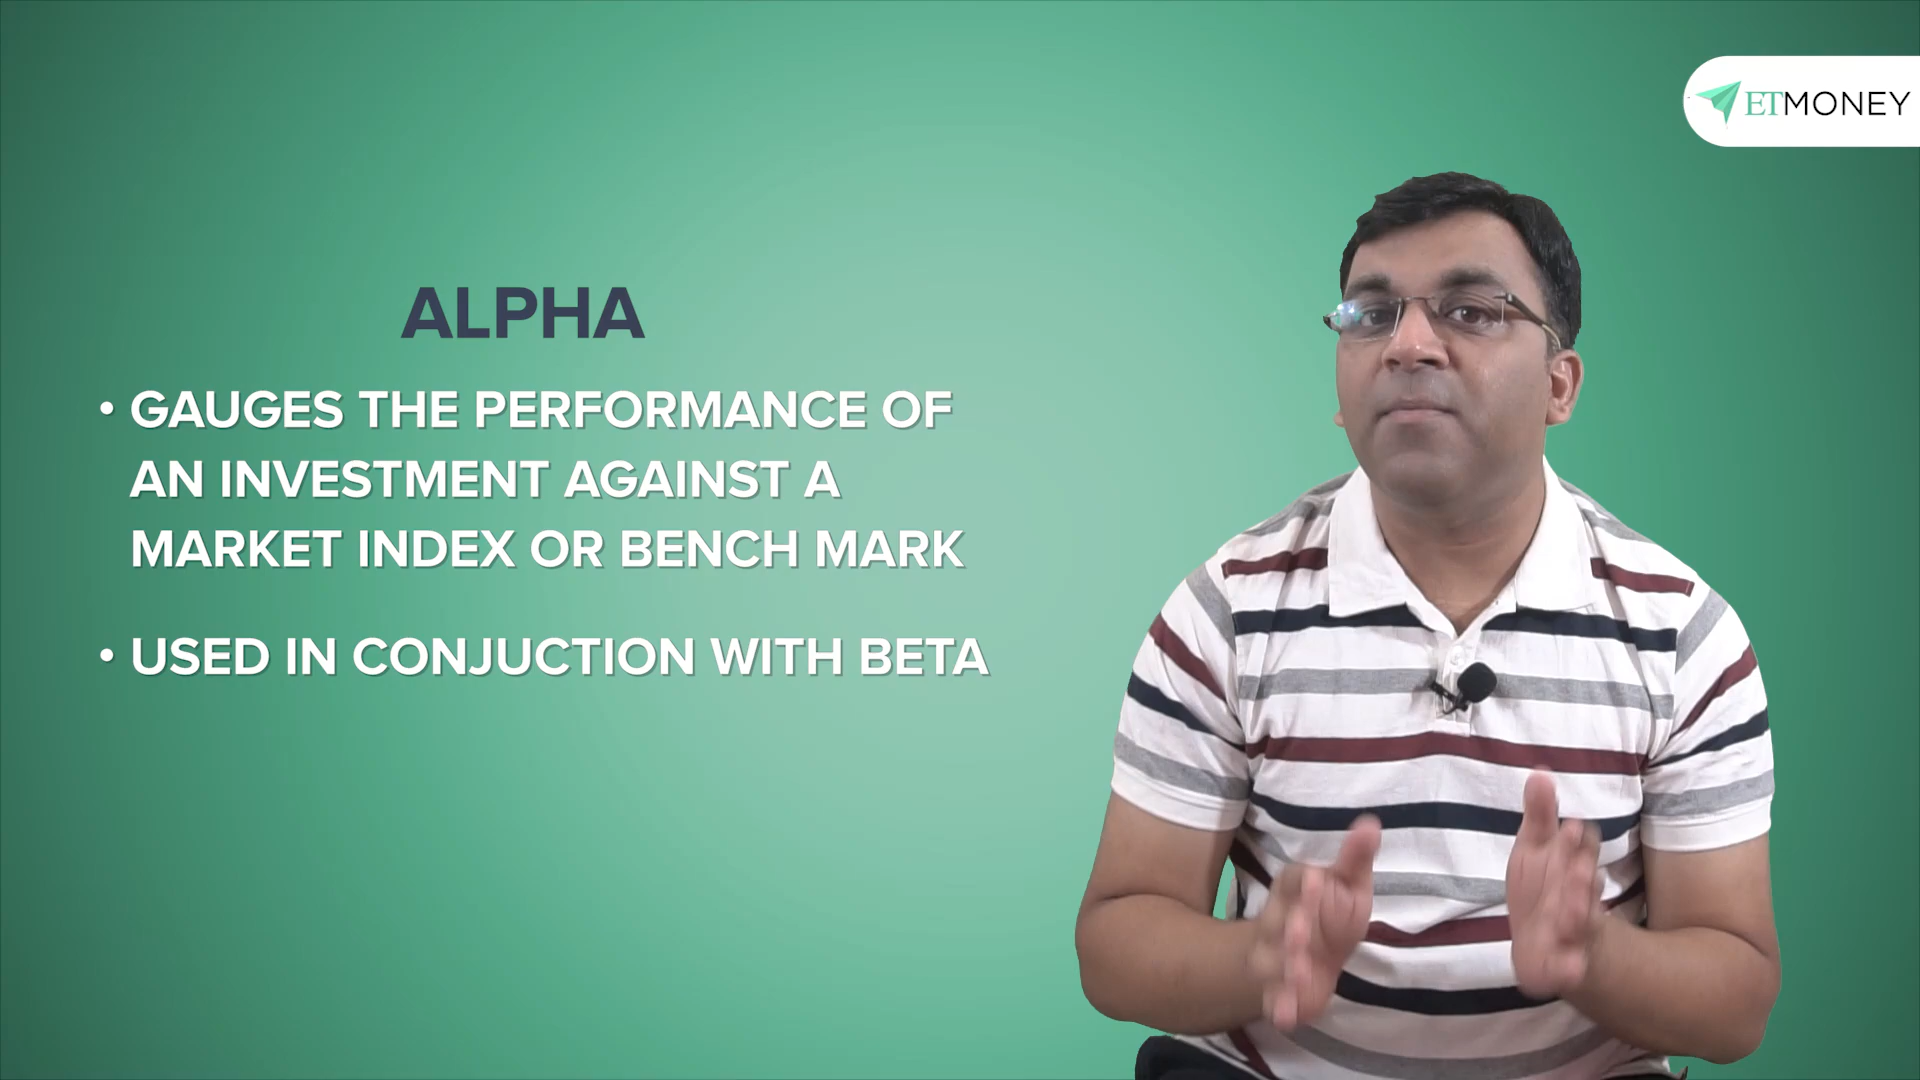 ETMONEY
ALPHA
• GAUGES THE PERFORMANCE OF
AN INVESTMENT AGAINST A
MARKET INDEX OR BENCH MARK
• USED IN CONJUCTION WITH BETA